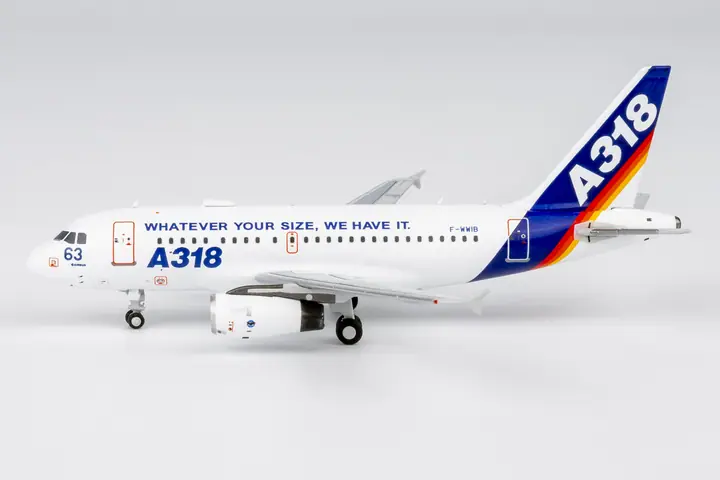 WHATEVER YOUR SIZE, WE HAVE IT.
F-WWIB
A318
63
A318